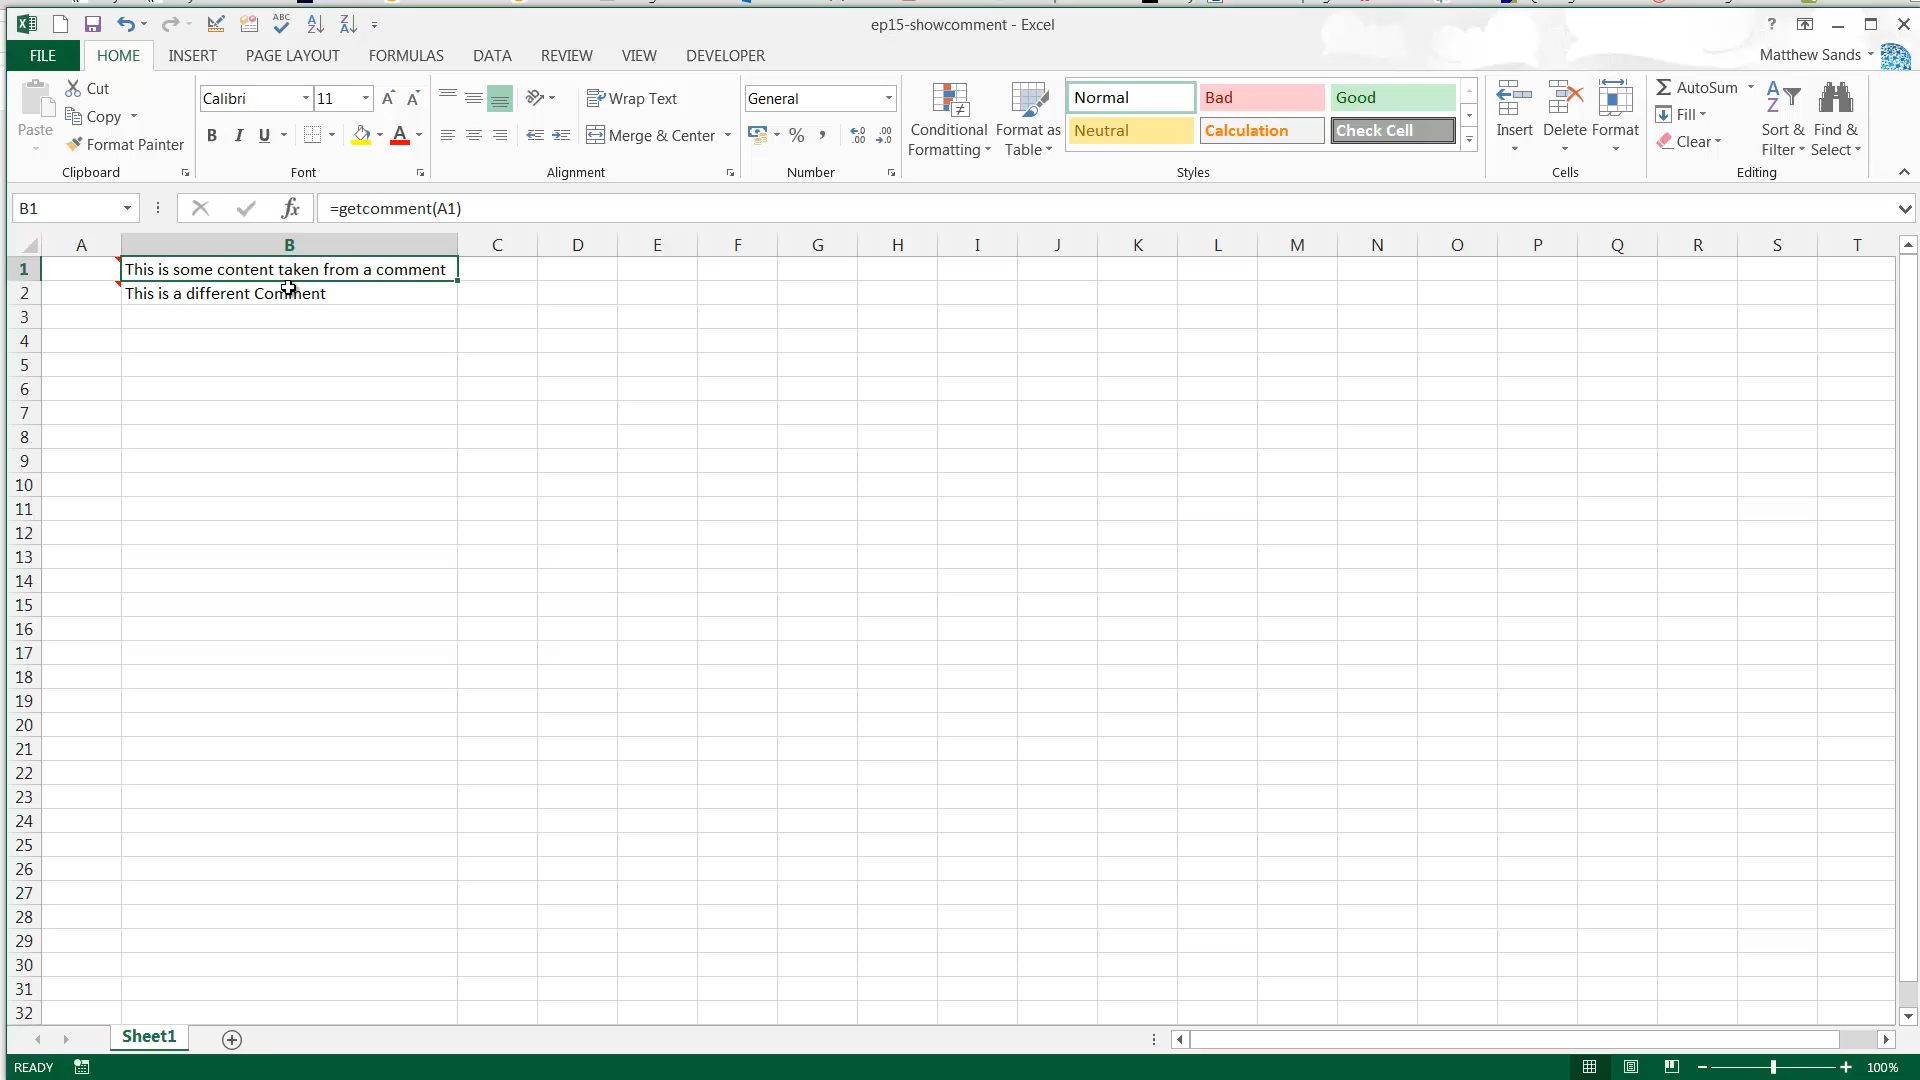 ep15-showcomment - Excel
FILE HOME INSERT PAGE LAYOUT FORMULAS DATA REVIEW VIEW DEVELOPER Matthew Sands
Paste
Cut
Copy
Format Painter
Clipboard
Calibri 11
B I U A
Font
Wrap Text
Merge & Center
Alignment
General
% ,
Number
Conditional Formatting
Format as Table
Normal Bad Good
Neutral Calculation Check Cell
Styles
Insert Delete Format
Cells
AutoSum
Fill
Clear
Sort & Filter
Find & Select
Editing
B1 fx =getcomment(A1)
A B C D E F G H I J K L M N O P Q R S T
1 This is some content taken from a comment
2 This is a different Comment
3
4
5
6
7
8
9
10
11
12
13
14
15
16
17
18
19
20
21
22
23
24
25
26
27
28
29
30
31
32
Sheet1
READY 100%